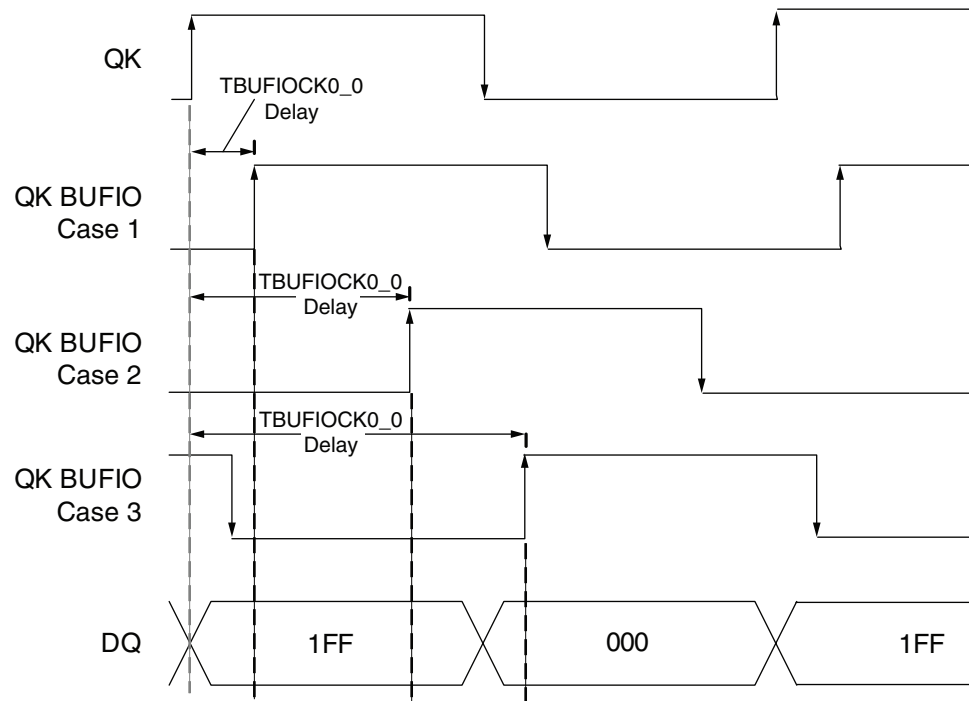 QK
TBUFIOCK0_0
Delay
QK BUFIO
Case 1
TBUFIOCK0_0
Delay
QK BUFIO
Case 2
TBUFIOCK0_0
Delay
QK BUFIO
Case 3
DQ
1FF
000
1FF